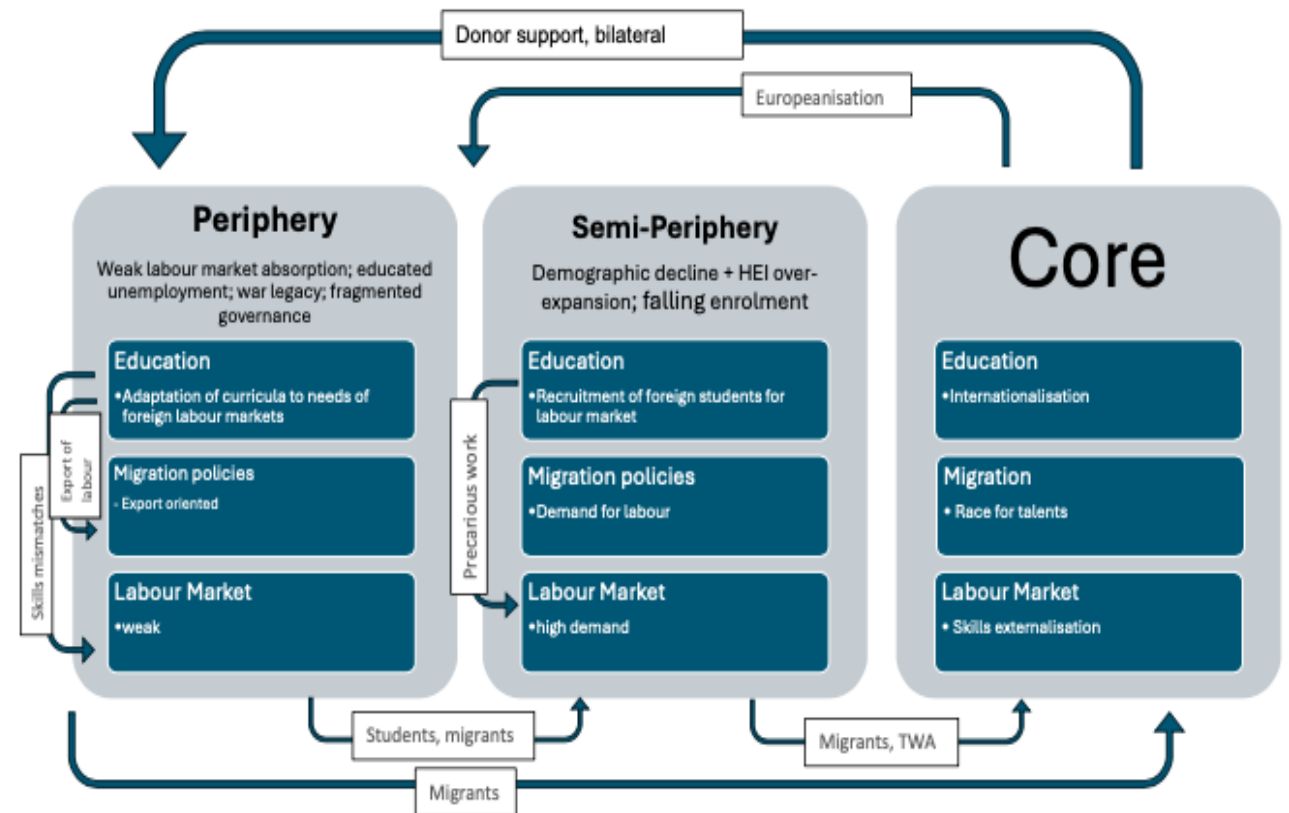 Donor support, bilateral
Europeanisation
Periphery
Weak labour market absorption; educated
unemployment; war legacy; fragmented
governance
Education
•Adaptation of curricula to needs of
foreign labour markets
Migration policies
- Export oriented
Labour Market
•weak
Skills mismatches
Export of
labour
Semi-Periphery
Demographic decline + HEI over-
expansion; falling enrolment
Education
•Recruitment of foreign students for
labour market
Migration policies
•Demand for labour
Labour Market
•high demand
Precarious work
Core
Education
•Internationalisation
Migration
• Race for talents
Labour Market
• Skills externalisation
Students, migrants
Migrants, TWA
Migrants